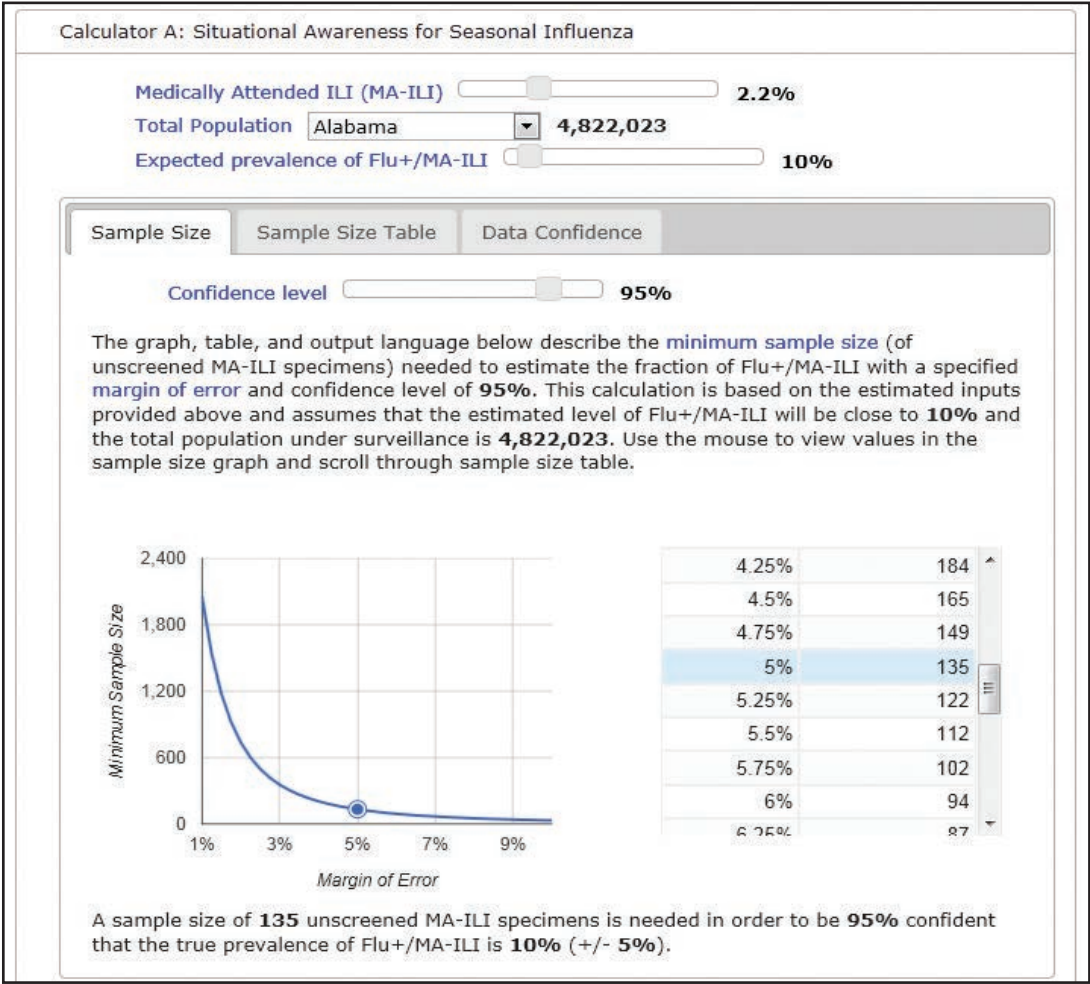 Calculator A: Situational Awareness for Seasonal Influenza
Medically Attended ILI (MA-ILI) 2.2%
Total Population Alabama 4,822,023
Expected prevalence of Flu+/MA-ILI 10%
Sample Size Sample Size Table Data Confidence
Confidence level 95%
The graph, table, and output language below describe the minimum sample size (of
unscreened MA-ILI specimens) needed to estimate the fraction of Flu+/MA-ILI with a specified
margin of error and confidence level of 95%. This calculation is based on the estimated inputs
provided above and assumes that the estimated level of Flu+/MA-ILI will be close to 10% and
the total population under surveillance is 4,822,023. Use the mouse to view values in the
sample size graph and scroll through sample size table.
2,400
1,800
1,200
600
0
Minimum Sample Size
1% 3% 5% 7% 9%
Margin of Error
4.25% 184
4.5% 165
4.75% 149
5% 135
5.25% 122
5.5% 112
5.75% 102
6% 94
6.25% 87
A sample size of 135 unscreened MA-ILI specimens is needed in order to be 95% confident
that the true prevalence of Flu+/MA-ILI is 10% (+/- 5%).